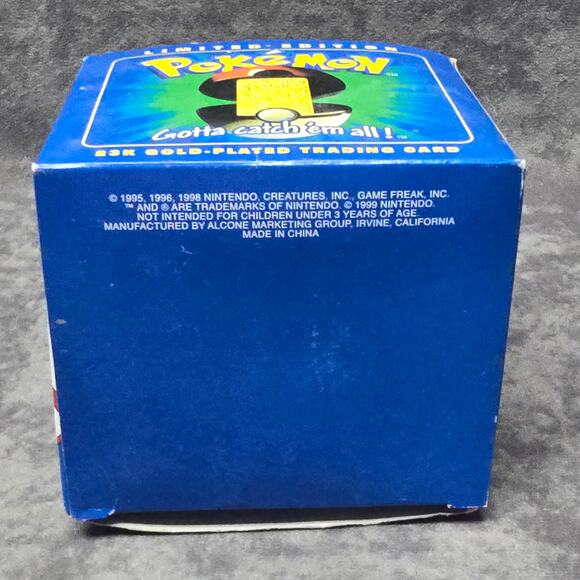 LIMITED-EDITION
POKéMON™
Gotta catch 'em all!™
23K GOLD-PLATED TRADING CARD
© 1995, 1996, 1998 NINTENDO, CREATURES, INC., GAME FREAK, INC.
™ AND ® ARE TRADEMARKS OF NINTENDO. © 1999 NINTENDO.
NOT INTENDED FOR CHILDREN UNDER 3 YEARS OF AGE.
MANUFACTURED BY ALCONE MARKETING GROUP, IRVINE, CALIFORNIA
MADE IN CHINA